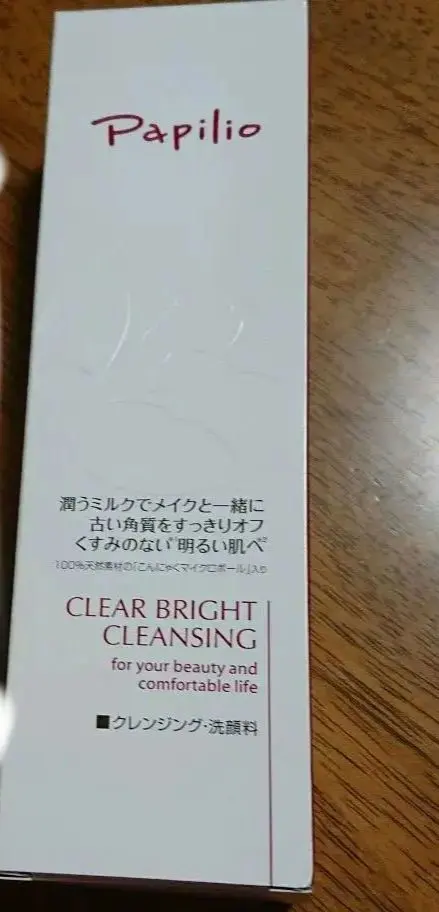 Papilio
潤うミルクでメイクと一緒に
古い角質をすっきりオフ
くすみのない*¹明るい肌へ*²
100%天然素材の「こんにゃくマイクロボール」入り
CLEAR BRIGHT
CLEANSING
for your beauty and
comfortable life
■クレンジング・洗顔料